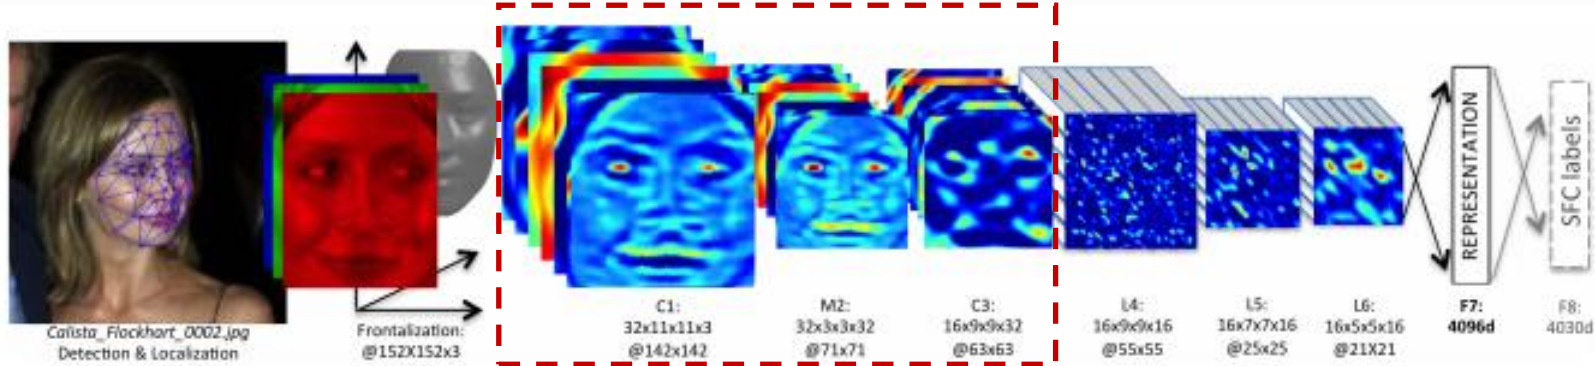 Calista_Flockhart_0002.jpg
Detection & Localization
Frontalization:
@152X152x3
C1:
32x11x11x3
@142x142
M2:
32x3x3x32
@71x71
C3:
16x9x9x32
@63x63
L4:
16x9x9x16
@55x55
L5:
16x7x7x16
@25x25
L6:
16x5x5x16
@21X21
REPRESENTATION
F7:
4096d
SFC labels
F8:
4030d